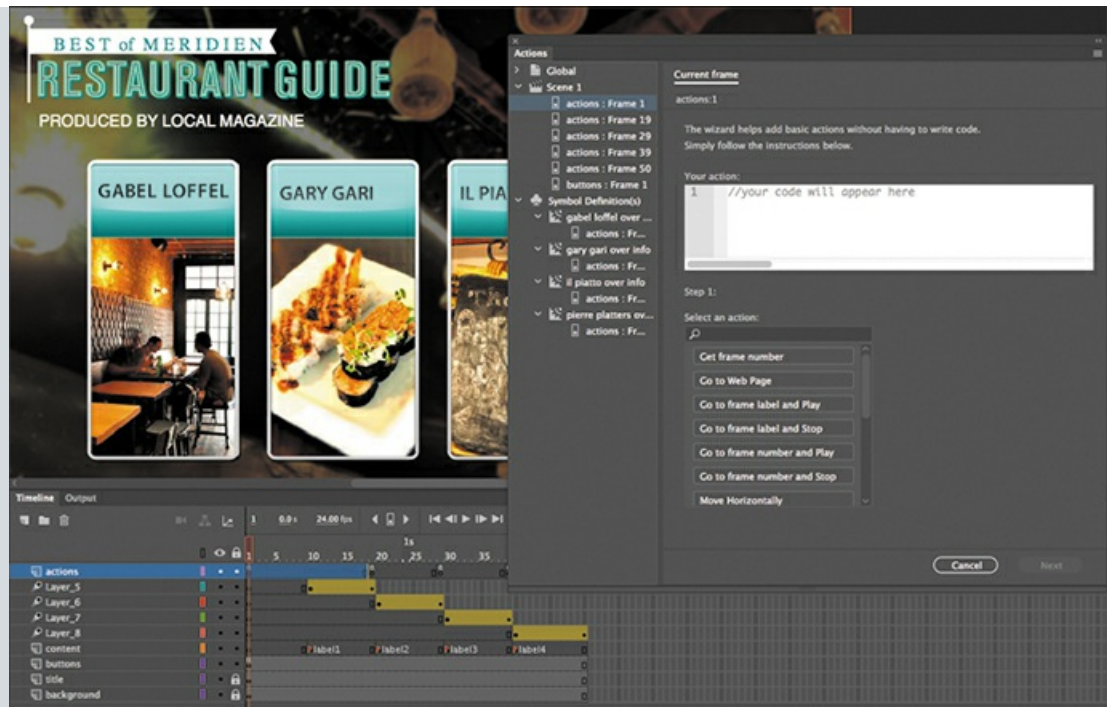 BEST of MERIDIEN
RESTAURANT GUIDE
PRODUCED BY LOCAL MAGAZINE
GABEL LOFFEL
GARY GARI
IL PIA
Actions
Global
Scene 1
actions : Frame 1
actions : Frame 19
actions : Frame 29
actions : Frame 39
actions : Frame 50
buttons : Frame 1
Symbol Definition(s)
gabel loffel over ...
actions : Fr...
gary gari over info
actions : Fr...
il piatto over info
actions : Fr...
pierre platters ov...
actions : Fr...
Current frame
actions:1
The wizard helps add basic actions without having to write code.
Simply follow the instructions below.
Your action:
1 //your code will appear here
Step 1:
Select an action:
Get frame number
Go to Web Page
Go to frame label and Play
Go to frame label and Stop
Go to frame number and Play
Go to frame number and Stop
Move Horizontally
Cancel Next
Timeline Output
1 0.0 s 24.00 fps
1s
1 5 10 15 20 25 30 35
actions
Layer_5
Layer_6
Layer_7
Layer_8
content label1 label2 label3 label4
buttons
title
background